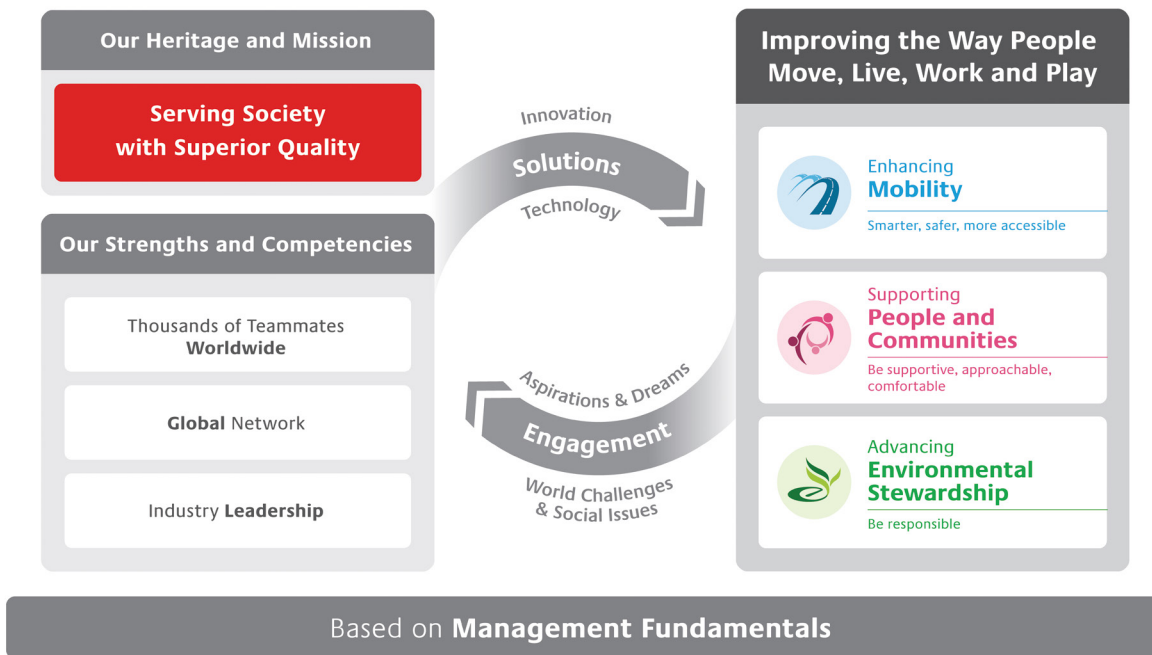 Our Heritage and Mission
Serving Society
with Superior Quality
Our Strengths and Competencies
Thousands of Teammates
Worldwide
Global Network
Industry Leadership
Innovation
Solutions
Technology
Aspirations & Dreams
Engagement
World Challenges
& Social Issues
Improving the Way People
Move, Live, Work and Play
Enhancing
Mobility
Smarter, safer, more accessible
Supporting
People and
Communities
Be supportive, approachable,
comfortable
Advancing
Environmental
Stewardship
Be responsible
Based on Management Fundamentals